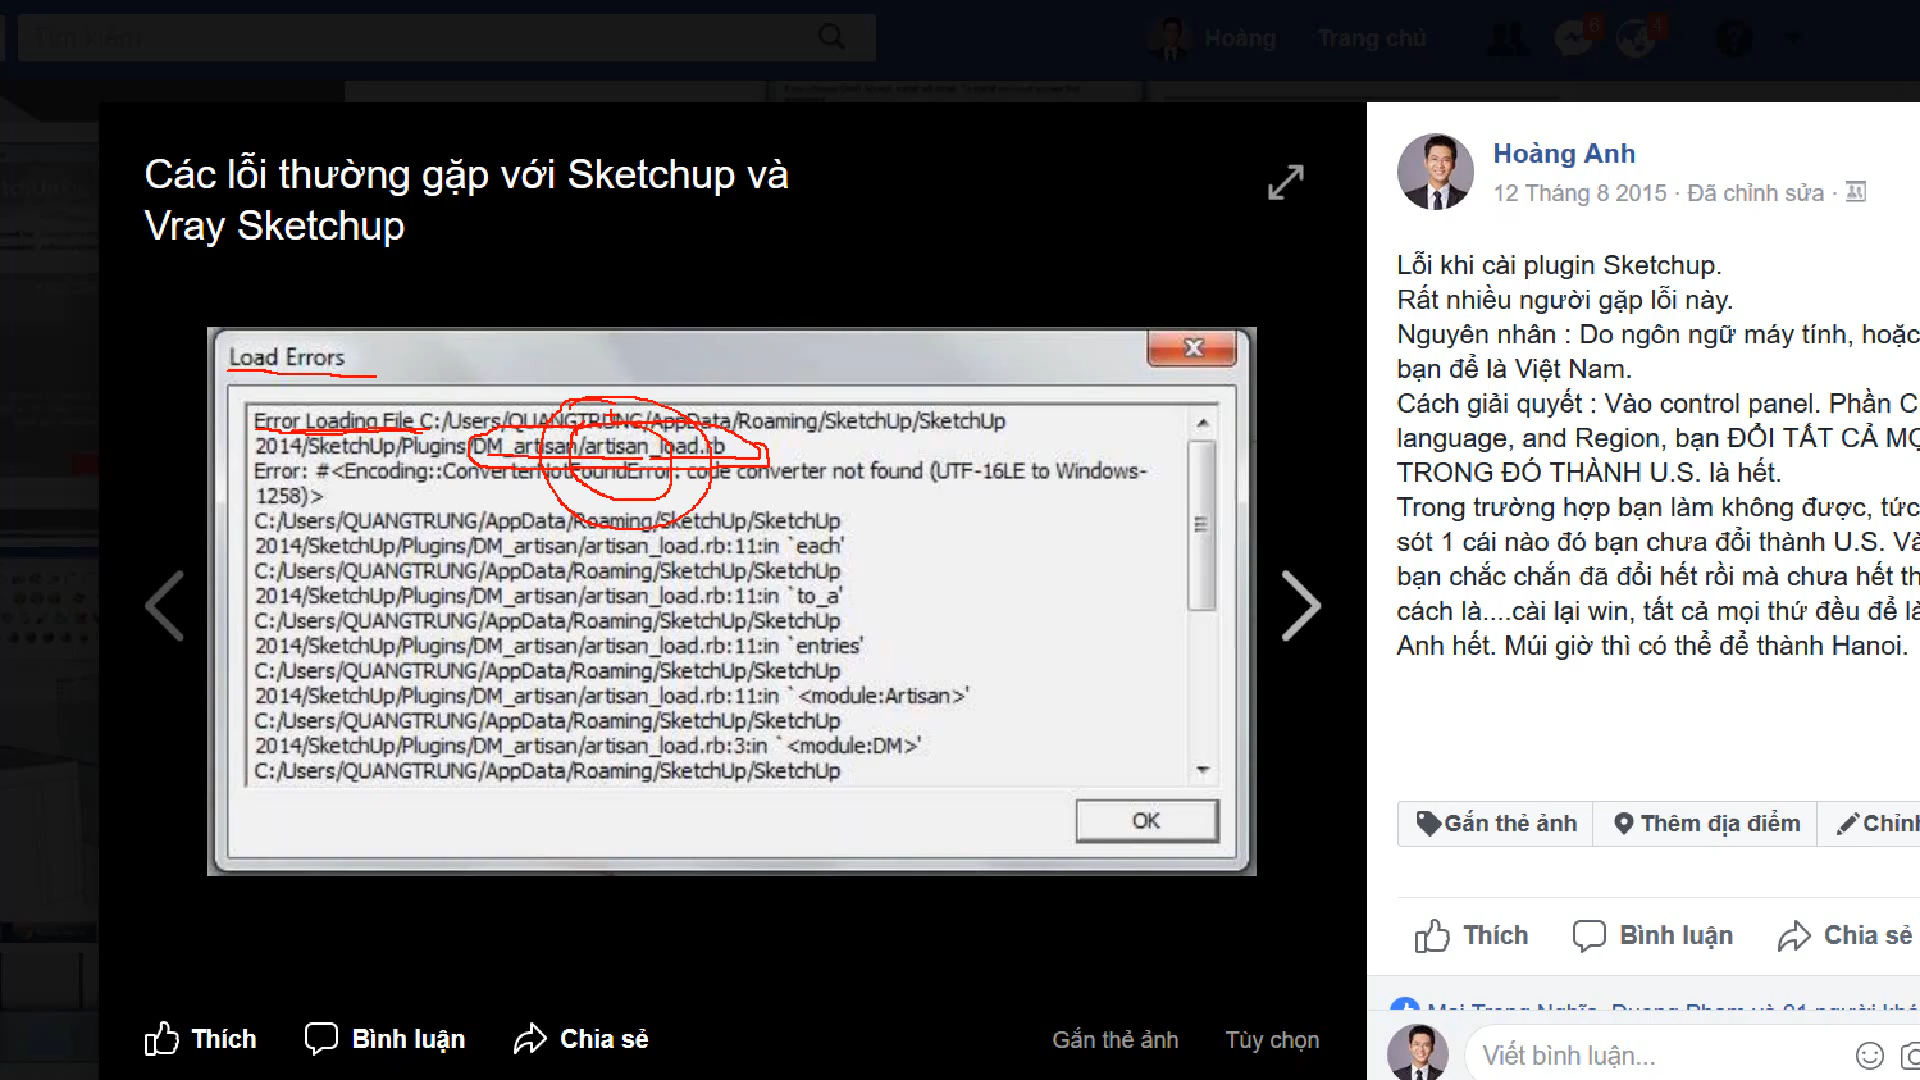 Tìm kiếm
Hoàng
Trang chủ
6
4
Các lỗi thường gặp với Sketchup và
Vray Sketchup
Load Errors
Error Loading File C:/Users/QUANGTRUNG/AppData/Roaming/SketchUp/SketchUp
2014/SketchUp/Plugins/DM_artisan/artisan_load.rb
Error: #<Encoding::ConverterNotFoundError: code converter not found (UTF-16LE to Windows-
1258)>
C:/Users/QUANGTRUNG/AppData/Roaming/SketchUp/SketchUp
2014/SketchUp/Plugins/DM_artisan/artisan_load.rb:11:in `each'
C:/Users/QUANGTRUNG/AppData/Roaming/SketchUp/SketchUp
2014/SketchUp/Plugins/DM_artisan/artisan_load.rb:11:in `to_a'
C:/Users/QUANGTRUNG/AppData/Roaming/SketchUp/SketchUp
2014/SketchUp/Plugins/DM_artisan/artisan_load.rb:11:in `entries'
C:/Users/QUANGTRUNG/AppData/Roaming/SketchUp/SketchUp
2014/SketchUp/Plugins/DM_artisan/artisan_load.rb:11:in `<module:Artisan>'
C:/Users/QUANGTRUNG/AppData/Roaming/SketchUp/SketchUp
2014/SketchUp/Plugins/DM_artisan/artisan_load.rb:3:in `<module:DM>'
C:/Users/QUANGTRUNG/AppData/Roaming/SketchUp/SketchUp
OK
Thích
Bình luận
Chia sẻ
Gắn thẻ ảnh
Tùy chọn
Hoàng Anh
12 Tháng 8 2015 · Đã chỉnh sửa ·
Lỗi khi cài plugin Sketchup.
Rất nhiều người gặp lỗi này.
Nguyên nhân : Do ngôn ngữ máy tính, hoặc
bạn để là Việt Nam.
Cách giải quyết : Vào control panel. Phần C
language, and Region, bạn ĐỔI TẤT CẢ MỌ
TRONG ĐÓ THÀNH U.S. là hết.
Trong trường hợp bạn làm không được, tức
sót 1 cái nào đó bạn chưa đổi thành U.S. Và
bạn chắc chắn đã đổi hết rồi mà chưa hết th
cách là....cài lại win, tất cả mọi thứ đều để là
Anh hết. Múi giờ thì có thể để thành Hanoi.
Gắn thẻ ảnh
Thêm địa điểm
Chỉnh
Thích
Bình luận
Chia sẻ
Viết bình luận...